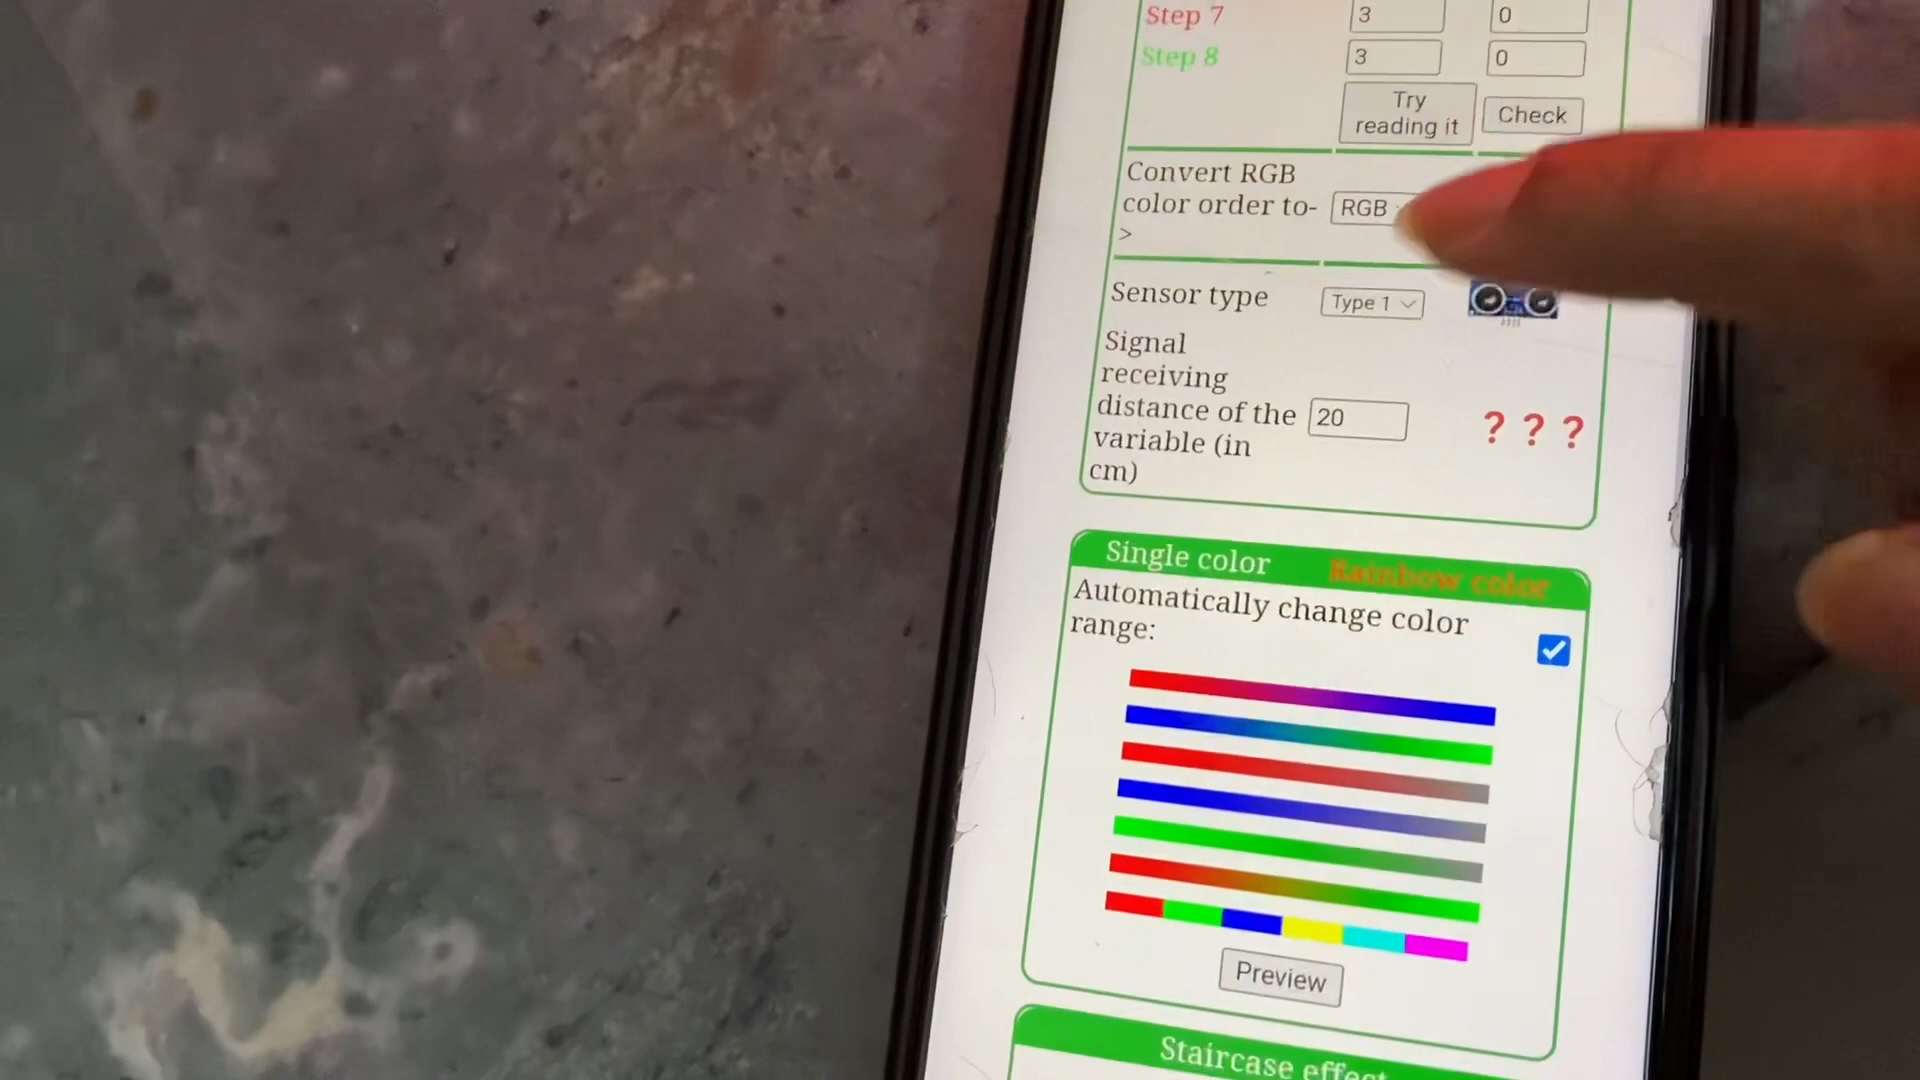 Step 7 3 0
Step 8 3 0
Try
reading it
Check
Convert RGB
color order to-
>
RGB
Sensor type Type 1
Signal
receiving
distance of the
variable (in
cm)
20
? ? ?
Single color Rainbow color
Automatically change color
range:
Preview
Staircase effect